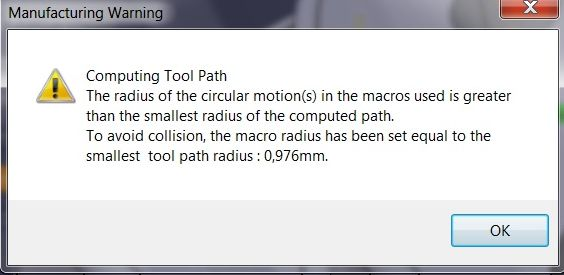 Manufacturing Warning
Computing Tool Path
The radius of the circular motion(s) in the macros used is greater
than the smallest radius of the computed path.
To avoid collision, the macro radius has been set equal to the
smallest  tool path radius : 0,976mm.
OK